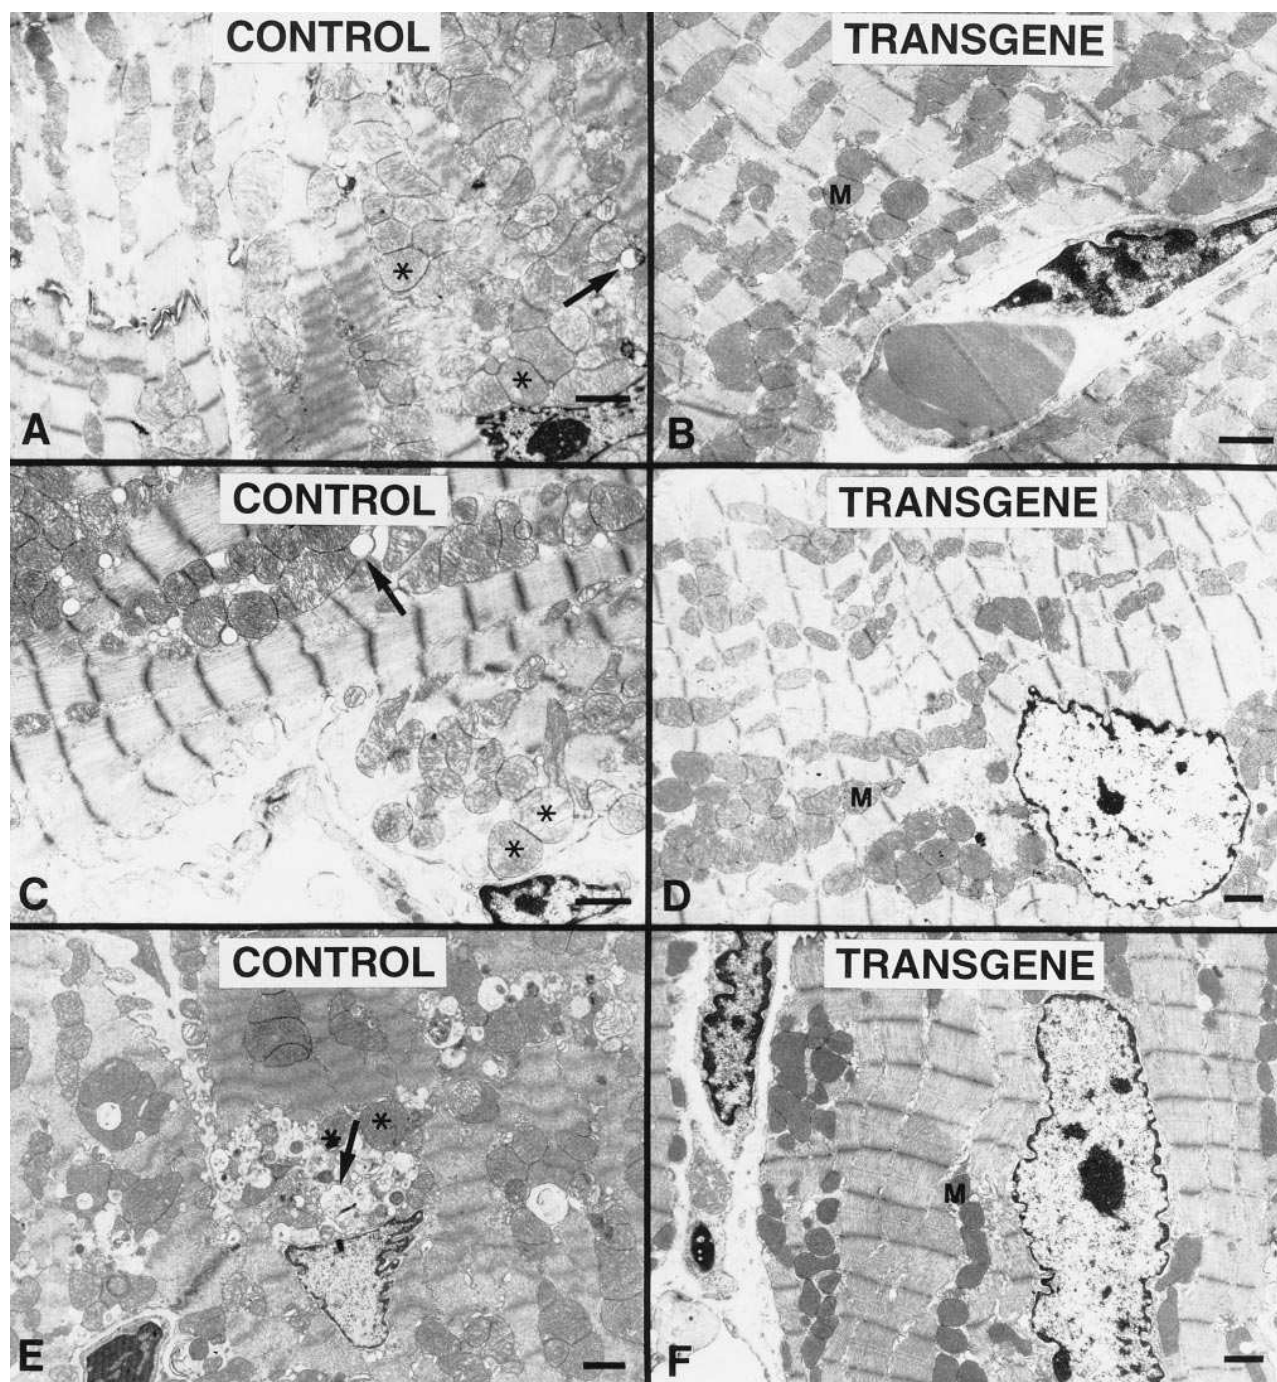 CONTROL
TRANSGENE
M
*
*
A
B
CONTROL
TRANSGENE
M
*
*
C
D
CONTROL
TRANSGENE
*
*
M
E
F